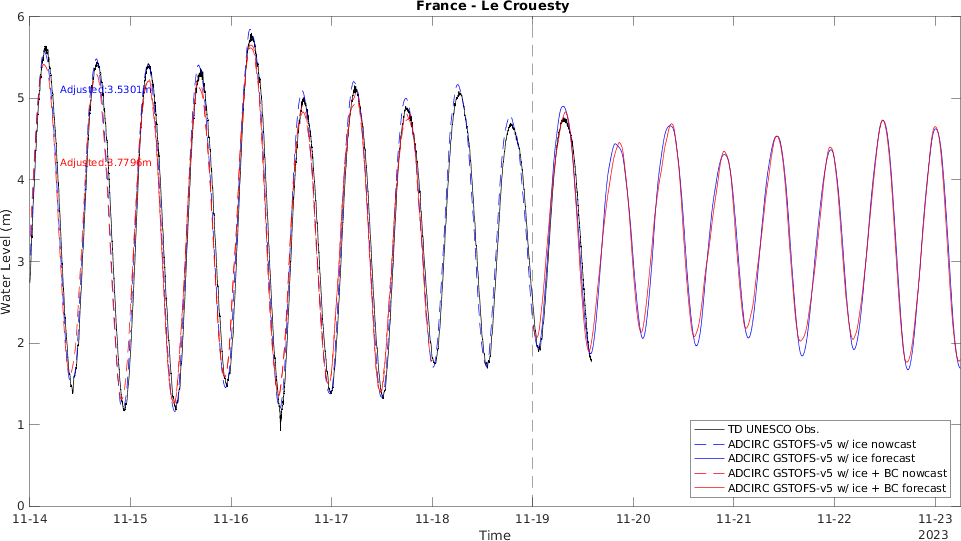 France - Le Crouesty
6
5
4
3
2
1
0
Water Level (m)
Adjusted:3.5301m
Adjusted:3.7796m
TD UNESCO Obs.
ADCIRC GSTOFS-v5 w/ ice nowcast
ADCIRC GSTOFS-v5 w/ ice forecast
ADCIRC GSTOFS-v5 w/ ice + BC nowcast
ADCIRC GSTOFS-v5 w/ ice + BC forecast
11-14 11-15 11-16 11-17 11-18 11-19 11-20 11-21 11-22 11-23
Time
2023